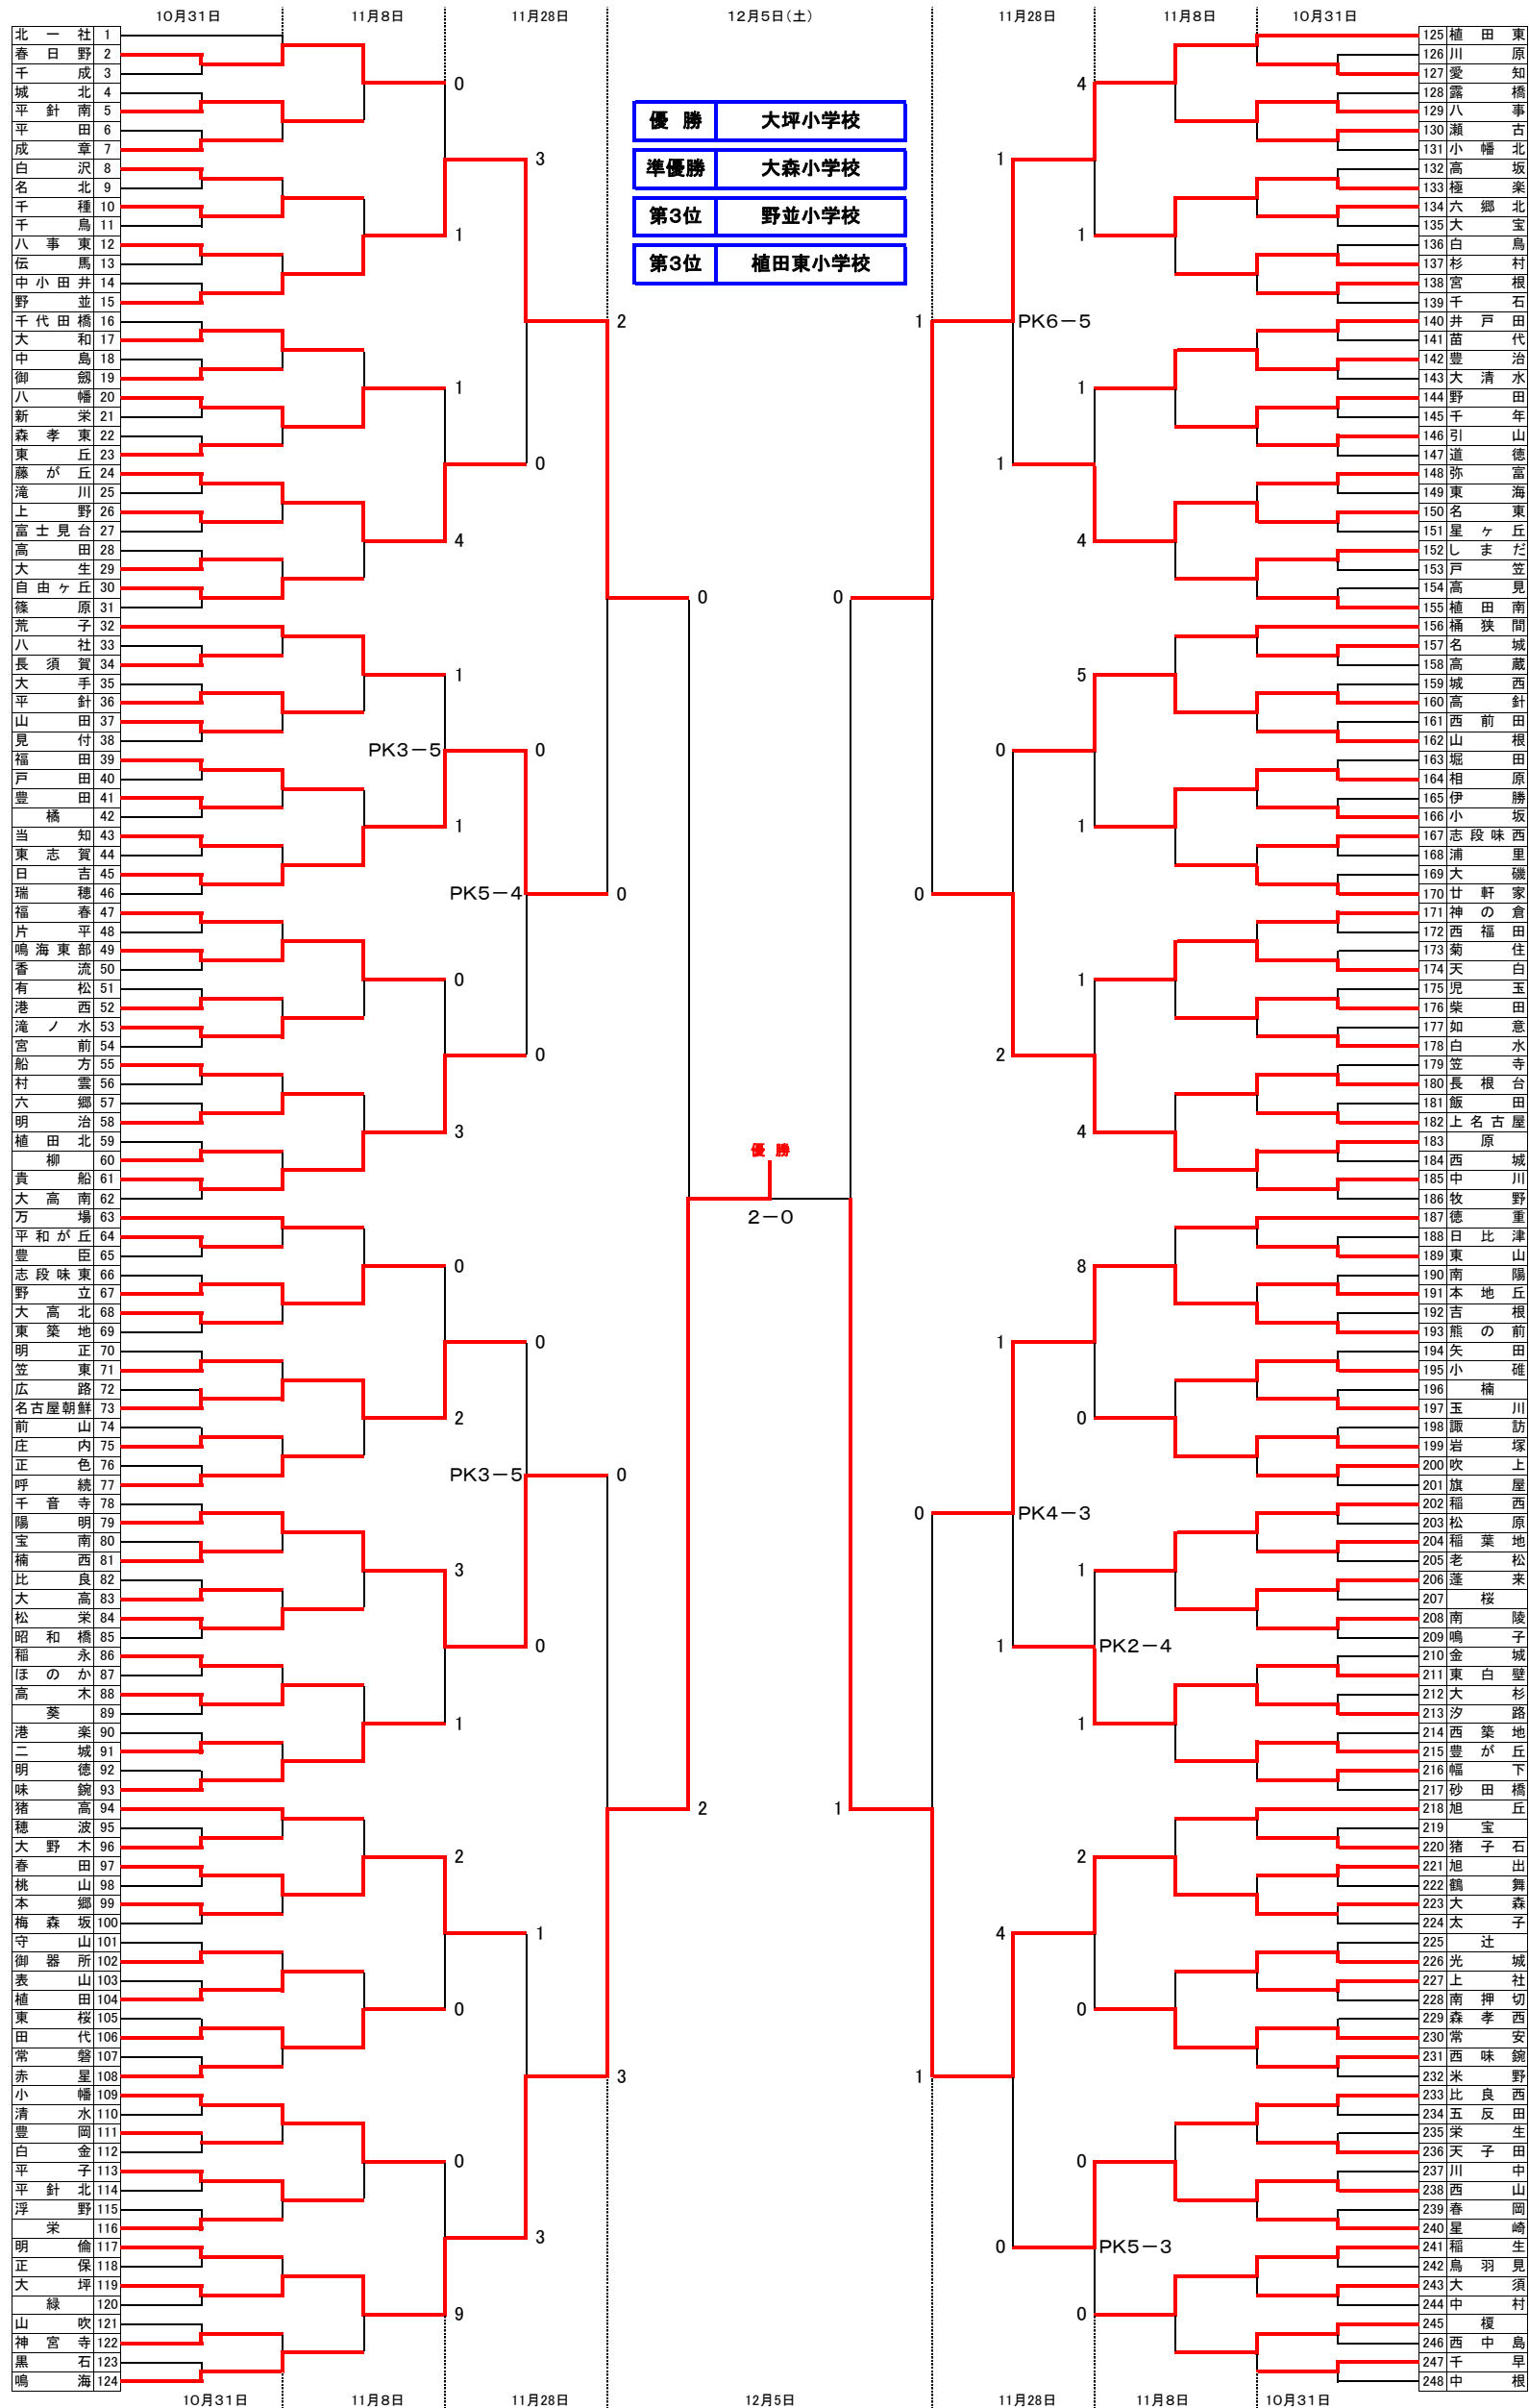 10月31日 11月8日 11月28日 12月5日(土) 11月28日 11月8日 10月31日
優 勝 大坪小学校
準優勝 大森小学校
第3位 野並小学校
第3位 植田東小学校
北一社 1
春日野 2
千成 3
城北 4
平針南 5
平田 6
成章 7
白沢 8
名北 9
千種 10
千鳥 11
八事東 12
伝馬 13
中小田井 14
野並 15
千代田橋 16
大和 17
中島 18
御劔 19
八幡 20
新栄 21
森孝東 22
東丘 23
藤が丘 24
滝川 25
上野 26
富士見台 27
高田 28
大生 29
自由ヶ丘 30
篠原 31
荒子 32
八社 33
長須賀 34
大手 35
平針 36
山田 37
見付 38
福田 39
戸田 40
豊田 41
橘 42
当知 43
東志賀 44
日吉 45
瑞穂 46
福春 47
片平 48
鳴海東部 49
香流 50
有松 51
港西 52
滝ノ水 53
宮前 54
船方 55
村雲 56
六郷 57
明治 58
植田北 59
柳 60
貴船 61
大高南 62
万場 63
平和が丘 64
豊臣 65
志段味東 66
野立 67
大高北 68
東築地 69
明正 70
笠東 71
広路 72
名古屋朝鮮 73
前山 74
庄内 75
正色 76
呼続 77
千音寺 78
陽明 79
宝南 80
楠西 81
比良 82
大高 83
松栄 84
昭和橋 85
稲永 86
ほのか 87
高木 88
葵 89
港楽 90
二城 91
明徳 92
味鋺 93
猪高 94
穂波 95
大野木 96
春田 97
桃山 98
本郷 99
梅森坂 100
守山 101
御器所 102
表山 103
植田 104
東桜 105
田代 106
常磐 107
赤星 108
小幡 109
清水 110
豊岡 111
白金 112
平子 113
平針北 114
浮野 115
栄 116
明倫 117
正保 118
大坪 119
緑 120
山吹 121
神宮寺 122
黒石 123
鳴海 124
0
1
1
4
1
PK3-5
1
0
3
0
2
3
1
2
0
0
9
3
0
0
PK5-4
0
0
PK3-5
0
1
3
2
0
0
3
0
2
優 勝
2-0
0
1
1
0
0
1
1
PK6-5
1
0
2
1
PK4-3
1
4
0
4
1
1
4
5
1
1
4
8
0
1
PK2-4
1
2
0
0
PK5-3
0
125 植田東
126 川原
127 愛知
128 露橋
129 八事
130 瀬古
131 小幡北
132 高坂
133 極楽
134 六郷北
135 大宝
136 白鳥
137 杉村
138 宮根
139 千石
140 井戸田
141 苗代
142 豊治
143 大清水
144 野田
145 千年
146 引山
147 道徳
148 弥富
149 東海
150 名東
151 星ヶ丘
152 しまだ
153 戸笠
154 高見
155 植田南
156 桶狭間
157 名城
158 高蔵
159 城西
160 高針
161 西前田
162 山根
163 堀田
164 相原
165 伊勝
166 小坂
167 志段味西
168 浦里
169 大磯
170 廿軒家
171 神の倉
172 西福田
173 菊住
174 天白
175 児玉
176 柴田
177 如意
178 白水
179 笠寺
180 長根台
181 飯田
182 上名古屋
183 原
184 西城
185 中川
186 牧野
187 徳重
188 日比津
189 東山
190 南陽
191 本地丘
192 吉根
193 熊の前
194 矢田
195 小碓
196 楠
197 玉川
198 諏訪
199 岩塚
200 吹上
201 旗屋
202 稲西
203 松原
204 稲葉地
205 老松
206 蓬来
207 桜
208 南陵
209 鳴子
210 金城
211 東白壁
212 大杉
213 汐路
214 西築地
215 豊が丘
216 幅下
217 砂田橋
218 旭丘
219 宝
220 猪子石
221 旭出
222 鶴舞
223 大森
224 太子
225 辻
226 光城
227 上社
228 南押切
229 森孝西
230 常安
231 西味鋺
232 米野
233 比良西
234 五反田
235 栄生
236 天子田
237 川中
238 西山
239 春岡
240 星崎
241 稲生
242 鳥羽見
243 大須
244 中村
245 榎
246 西中島
247 千早
248 中根
10月31日 11月8日 11月28日 12月5日 11月28日 11月8日 10月31日